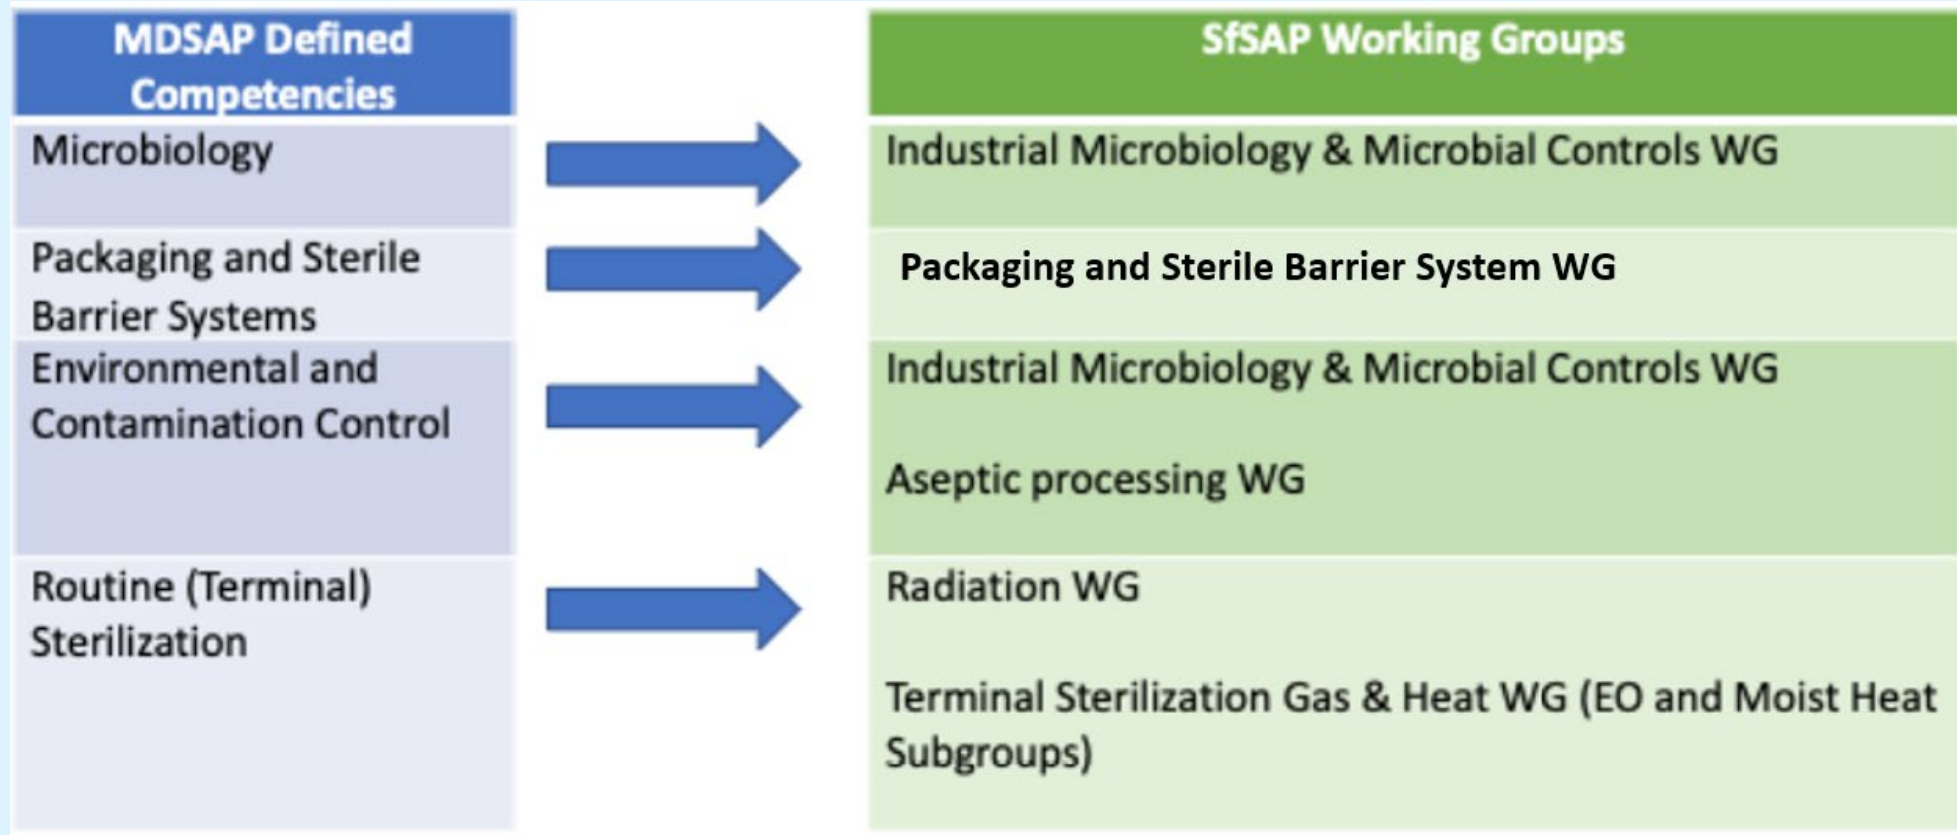 MDSAP Defined
Competencies
SfSAP Working Groups
Microbiology
Industrial Microbiology & Microbial Controls WG
Packaging and Sterile
Barrier Systems
Packaging and Sterile Barrier System WG
Environmental and
Contamination Control
Industrial Microbiology & Microbial Controls WG
Aseptic processing WG
Routine (Terminal)
Sterilization
Radiation WG
Terminal Sterilization Gas & Heat WG (EO and Moist Heat
Subgroups)